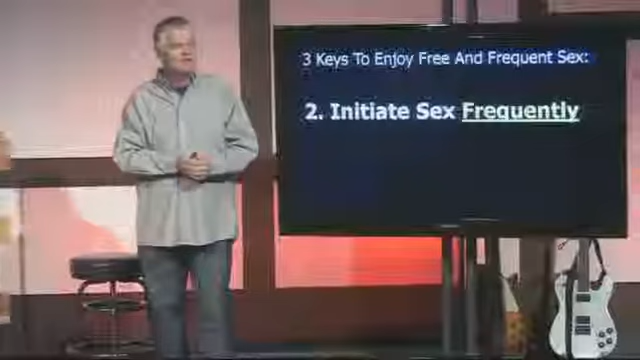 3 Keys To Enjoy Free And Frequent Sex:
2. Initiate Sex Frequently